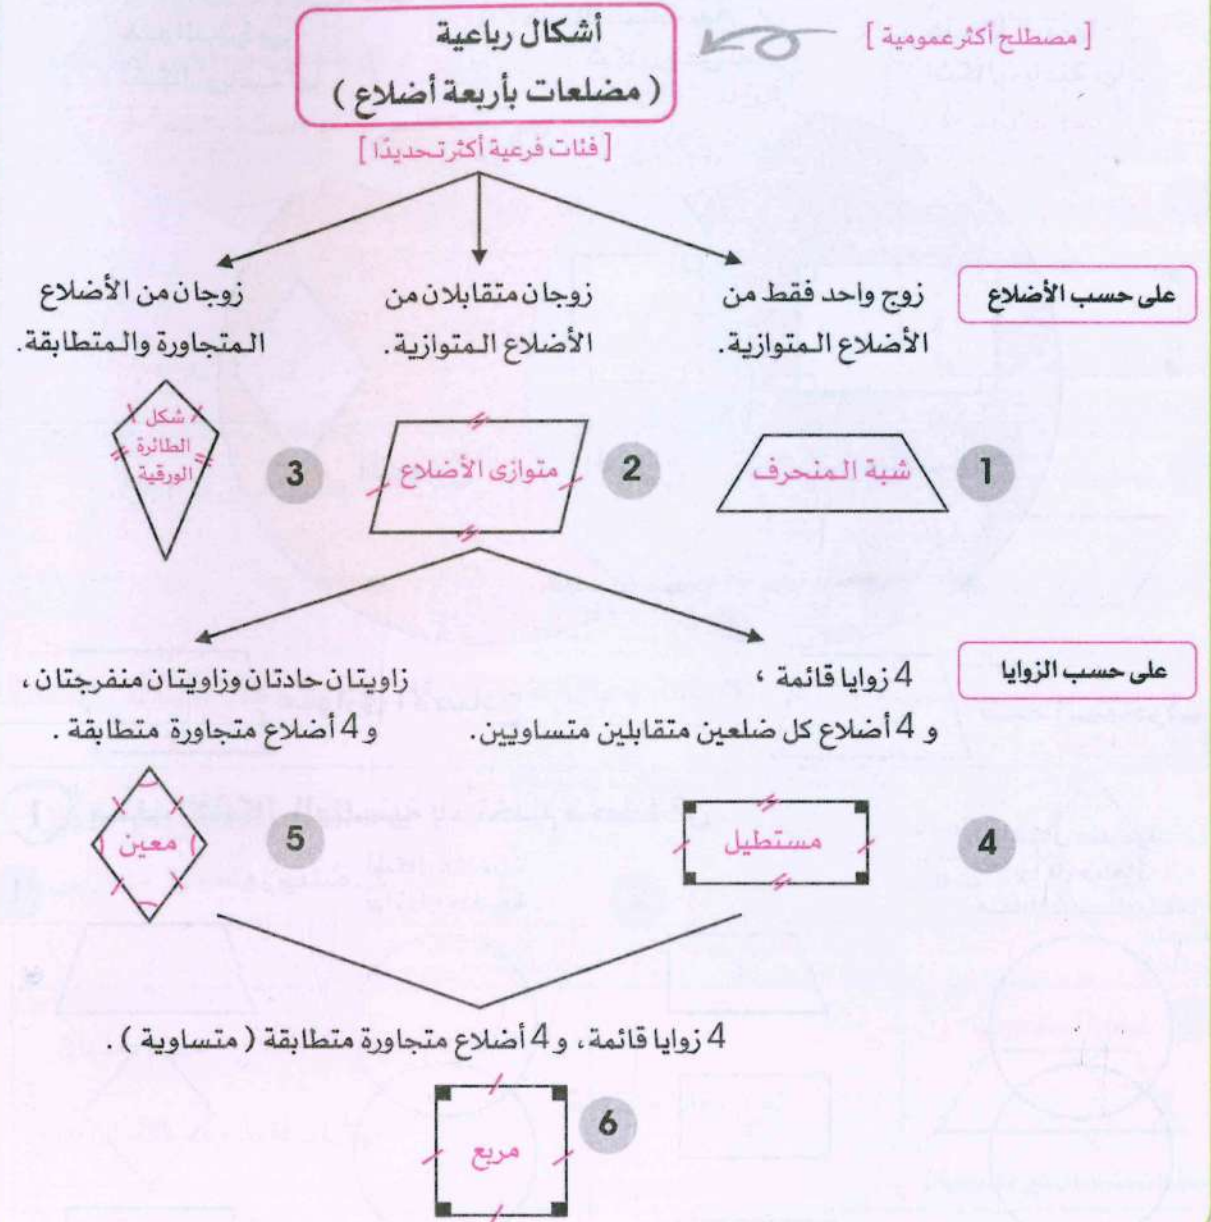 أشكال رباعية
( مضلعات بأربعة أضلاع )
[ مصطلح أكثر عمومية ]
[ فئات فرعية أكثر تحديدًا ]
على حسب الأضلاع
زوج واحد فقط من
الأضلاع المتوازية.
زوجان متقابلان من
الأضلاع المتوازية.
زوجان من الأضلاع
المتجاورة والمتطابقة.
1
شبة المنحرف
2
متوازى الأضلاع
3
شكل
الطائرة
الورقية
على حسب الزوايا
4 زوايا قائمة ،
و 4 أضلاع كل ضلعين متقابلين متساويين.
زاويتان حادتان وزاويتان منفرجتان ،
و 4 أضلاع متجاورة متطابقة .
4
مستطيل
5
معين
4 زوايا قائمة ، و 4 أضلاع متجاورة متطابقة ( متساوية ) .
6
مربع